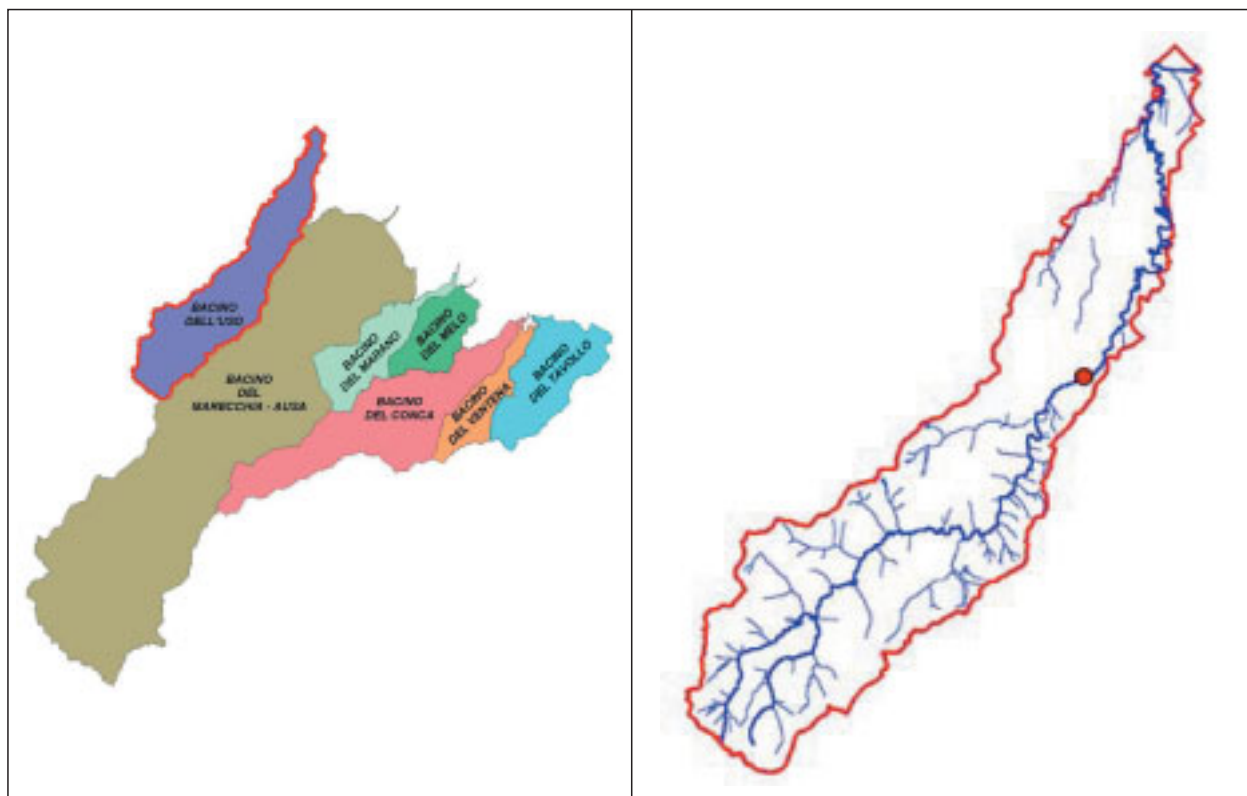 BACINO
DELL'USO
BACINO
DEL
MARECCHIA - AUSA
BACINO
DEL MARANO
BACINO
DEL MELO
BACINO
DEL CONCA
BACINO
DEL VENTENA
BACINO
DEL TAVOLLO